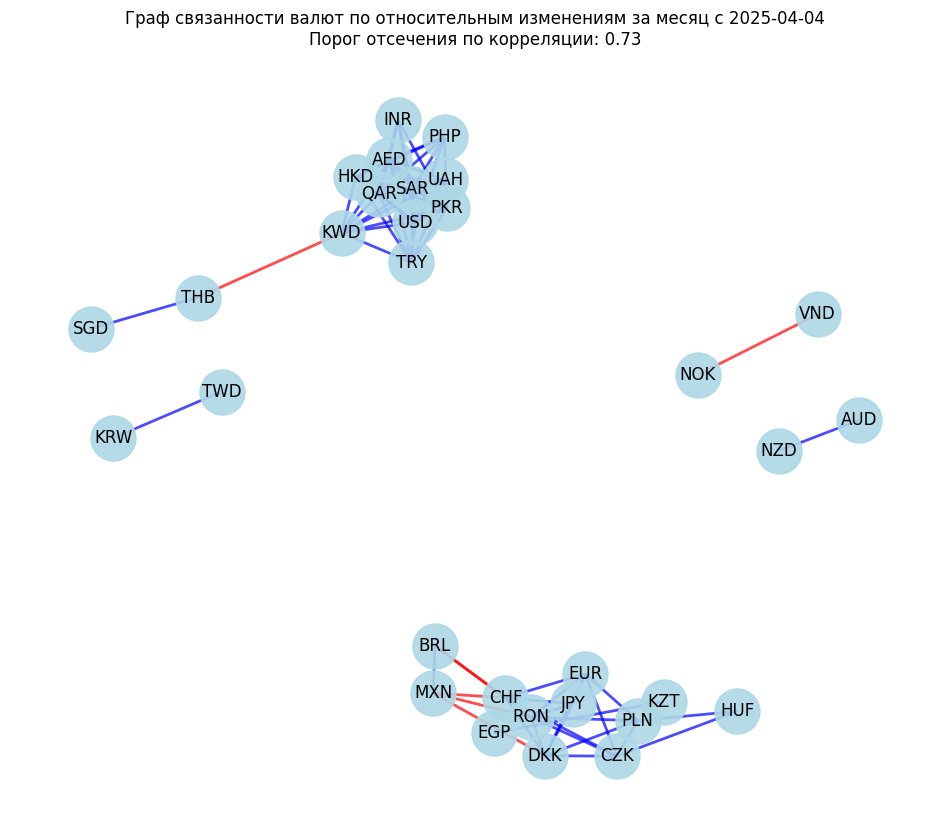 Граф связанности валют по относительным изменениям за месяц с 2025-04-04
Порог отсечения по корреляции: 0.73
INR
PHP
AED
HKD
UAH
SAR
QAR
PKR
USD
KWD
TRY
THB
SGD
VND
NOK
TWD
KRW
AUD
NZD
BRL
EUR
MXN
CHF
KZT
JPY
HUF
RON
PLN
EGP
DKK
CZK